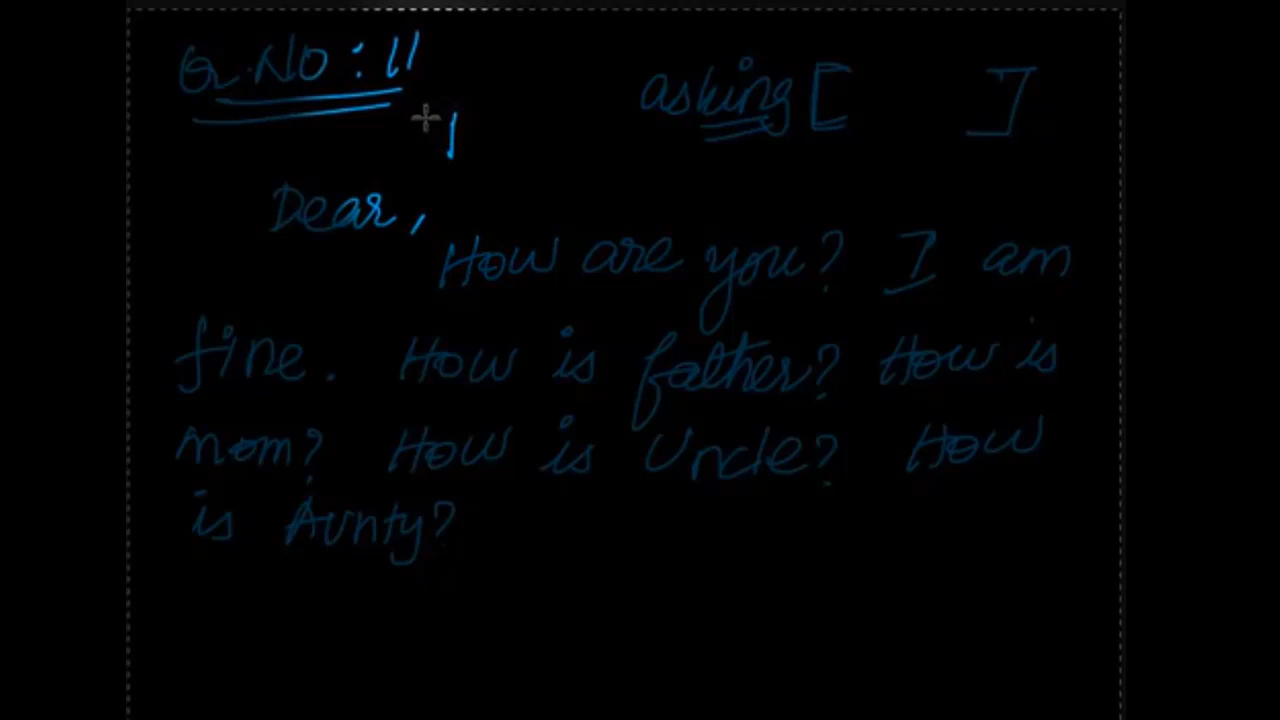 Q.No: 11
asking [ ]
Dear,
How are you? I am
fine. How is father? How is
mom? How is Uncle? How
is Aunty?